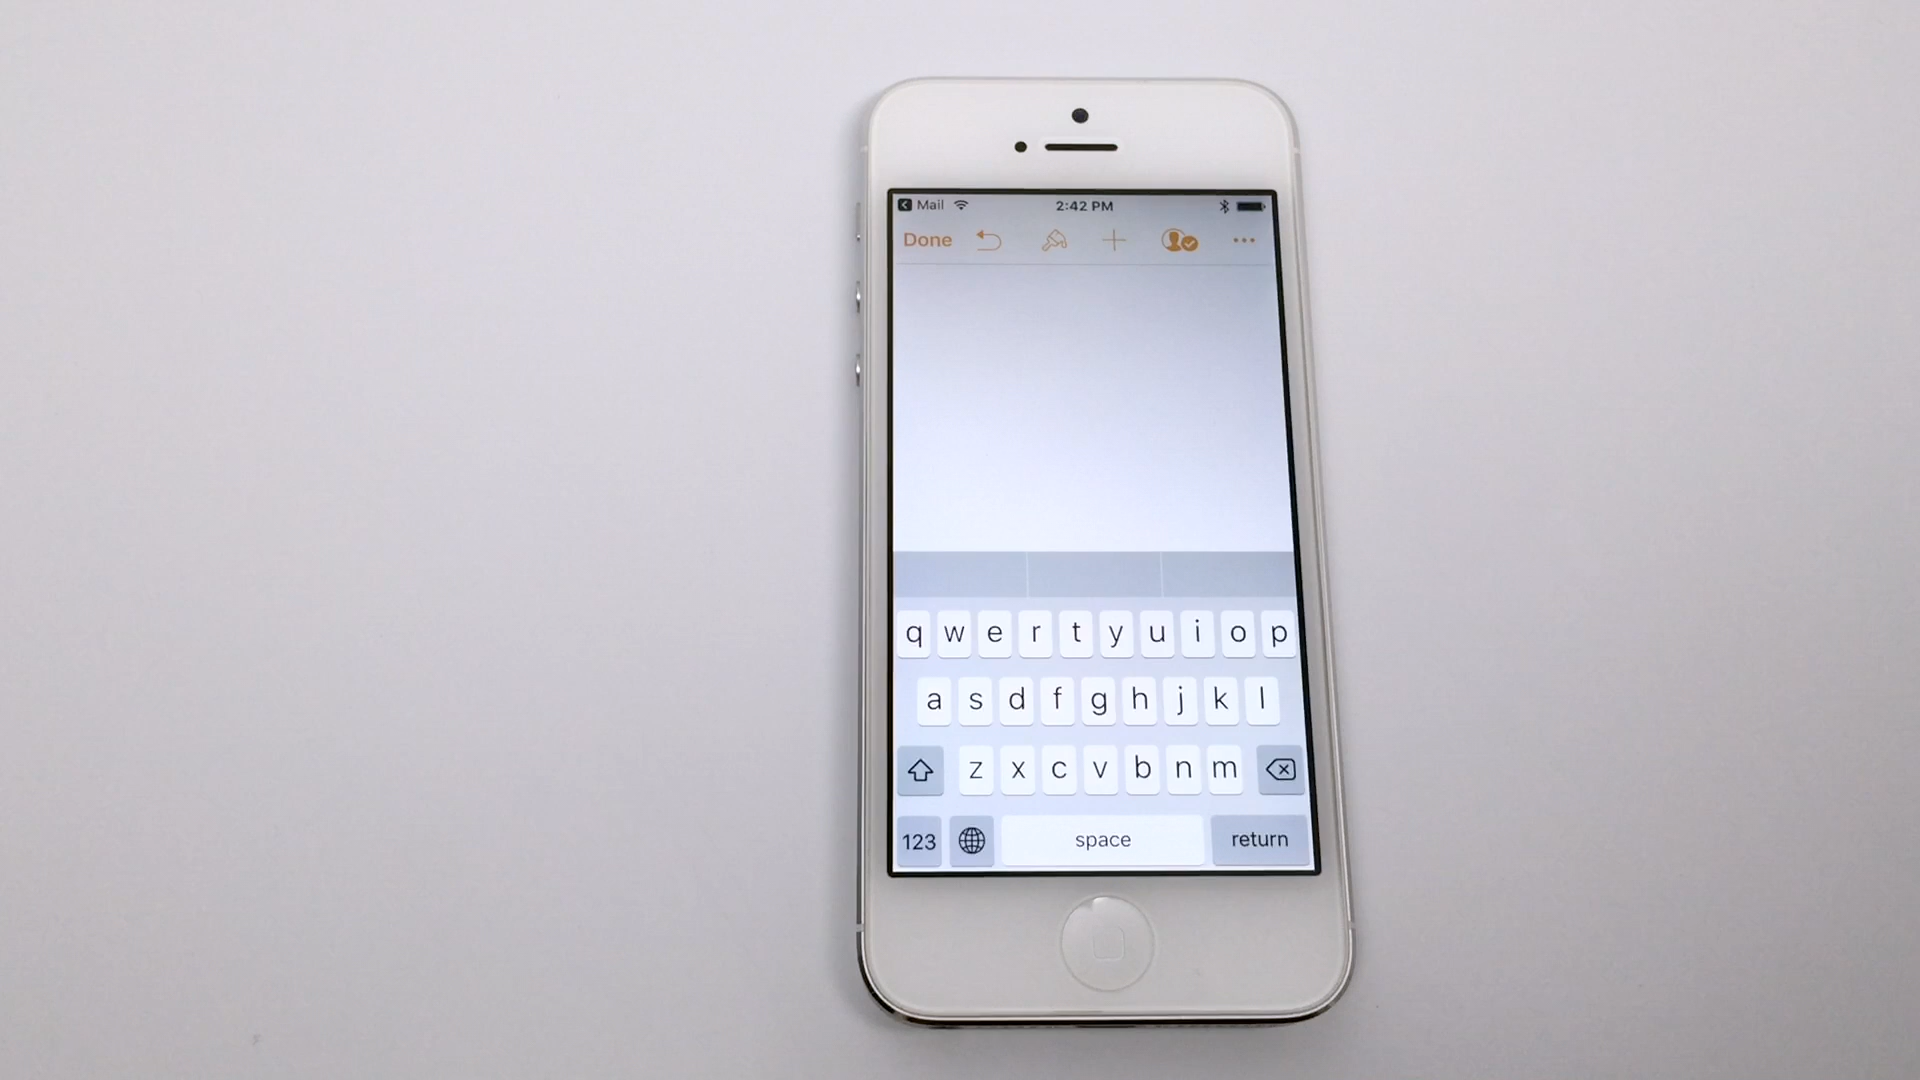 Mail 2:42 PM
Done
q w e r t y u i o p
a s d f g h j k l
z x c v b n m
123 space return